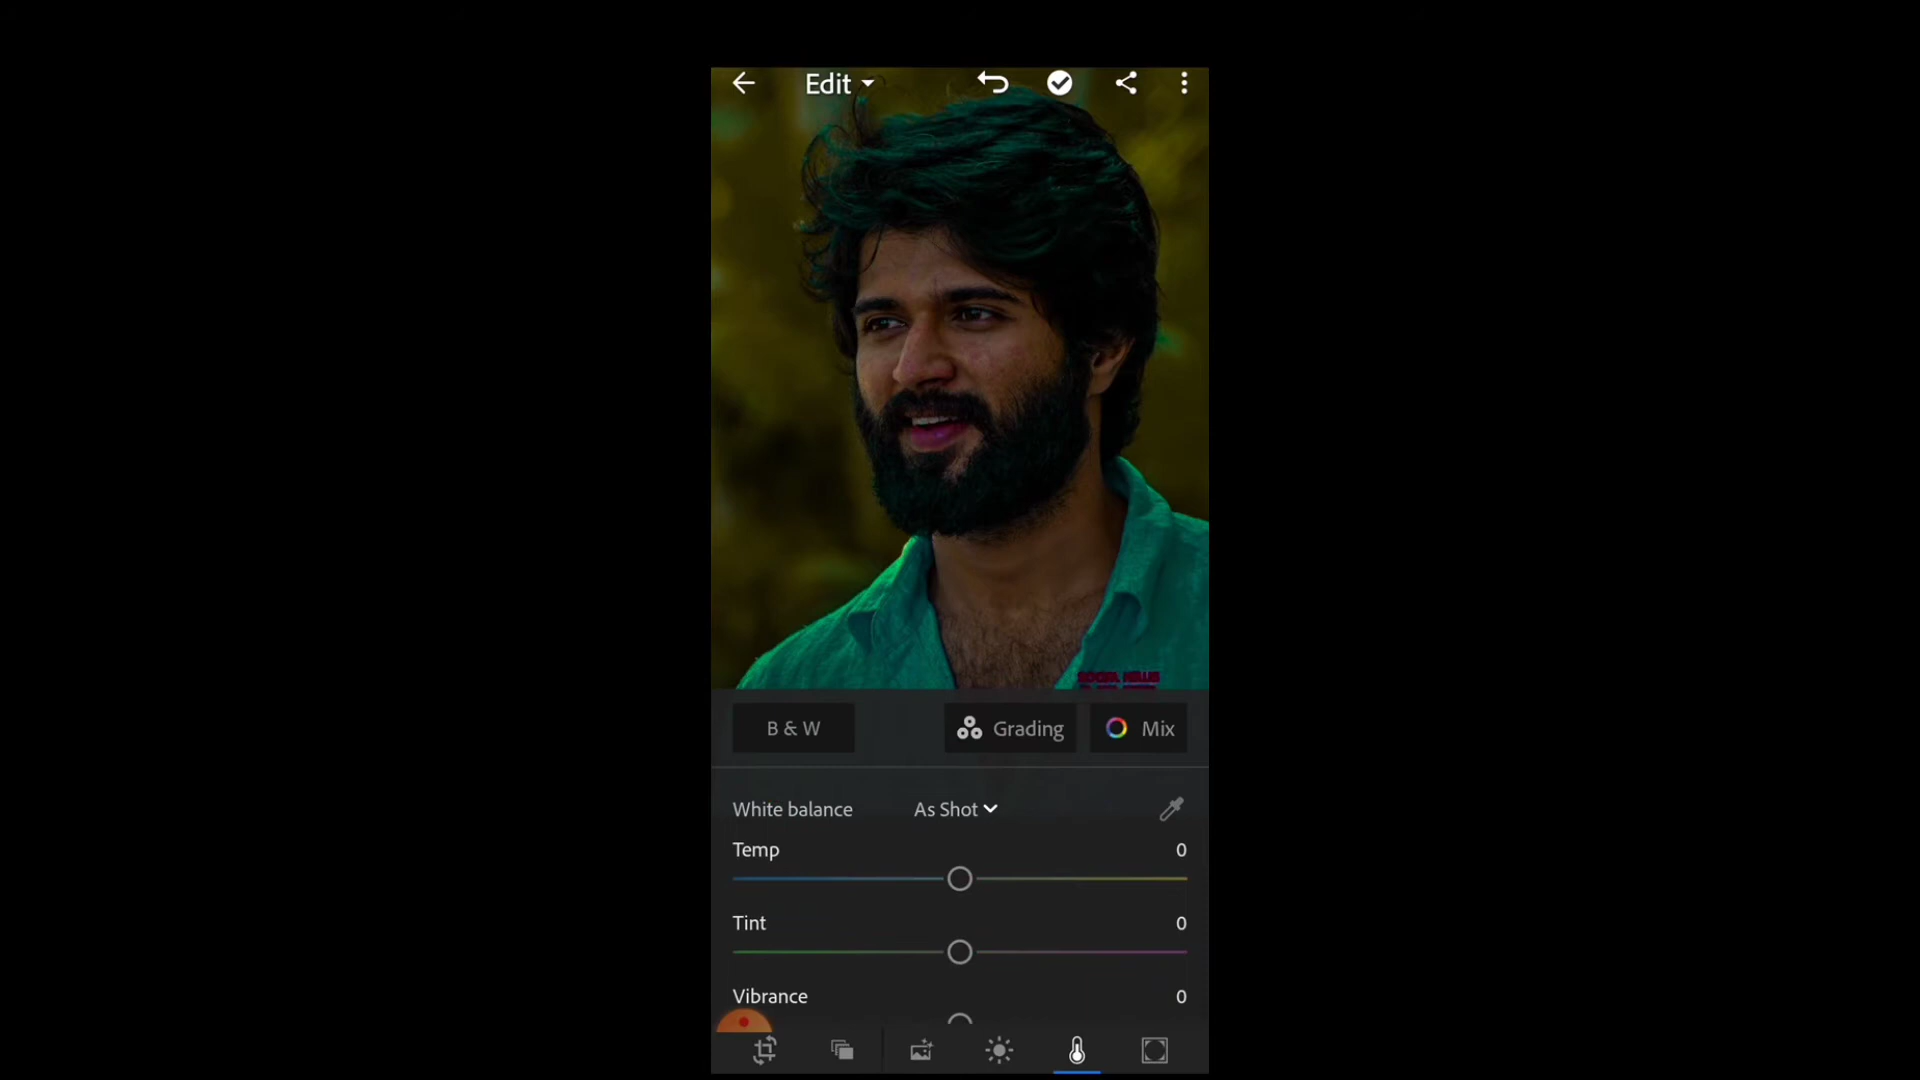 Edit
B & W
Grading
Mix
White balance
As Shot
Temp
0
Tint
0
Vibrance
0